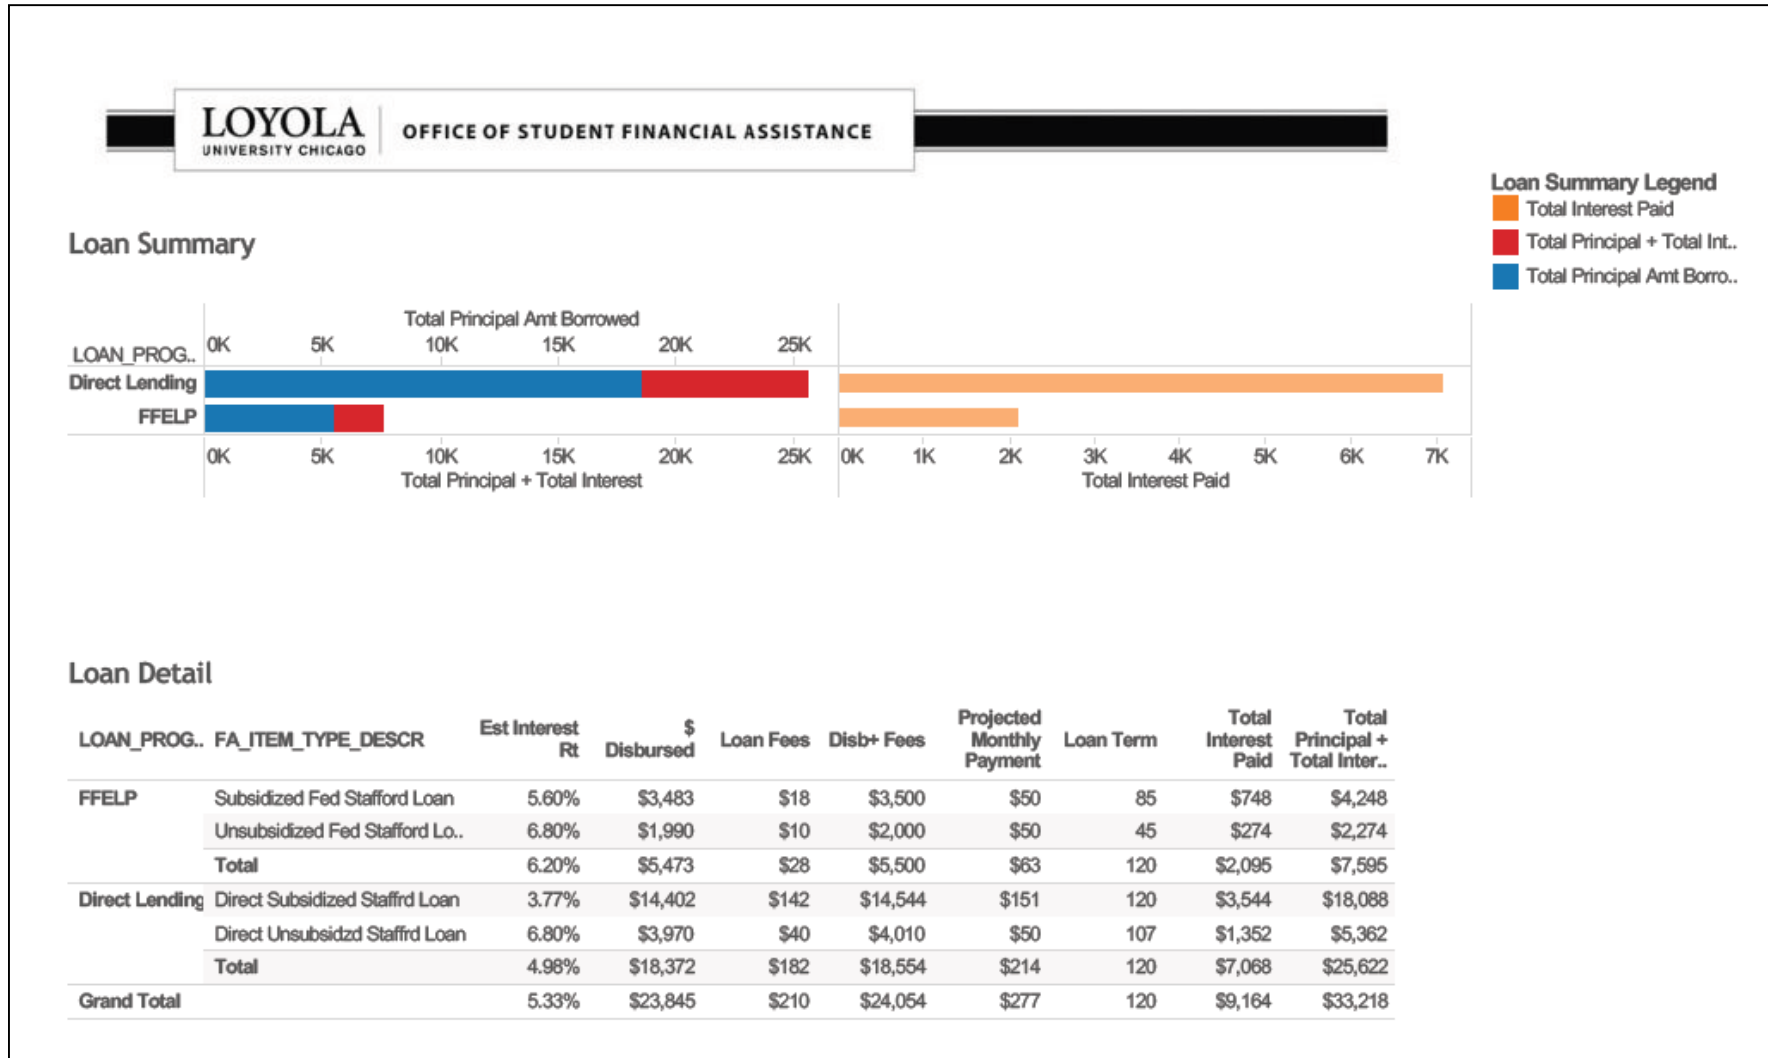 LOYOLA
UNIVERSITY CHICAGO
OFFICE OF STUDENT FINANCIAL ASSISTANCE
Loan Summary Legend
Total Interest Paid
Total Principal + Total Int..
Total Principal Amt Borro..
Loan Summary
Total Principal Amt Borrowed
LOAN_PROG.. 0K 5K 10K 15K 20K 25K
Direct Lending
FFELP
0K 5K 10K 15K 20K 25K 0K 1K 2K 3K 4K 5K 6K 7K
Total Principal + Total Interest Total Interest Paid
Loan Detail
LOAN_PROG.. FA_ITEM_TYPE_DESCR Est Interest Rt $ Disbursed Loan Fees Disb+ Fees Projected Monthly Payment Loan Term Total Interest Paid Total Principal + Total Inter..
FFELP Subsidized Fed Stafford Loan 5.60% $3,483 $18 $3,500 $50 85 $748 $4,248
Unsubsidized Fed Stafford Lo.. 6.80% $1,990 $10 $2,000 $50 45 $274 $2,274
Total 6.20% $5,473 $28 $5,500 $63 120 $2,095 $7,595
Direct Lending Direct Subsidized Staffrd Loan 3.77% $14,402 $142 $14,544 $151 120 $3,544 $18,088
Direct Unsubsidzd Staffrd Loan 6.80% $3,970 $40 $4,010 $50 107 $1,352 $5,362
Total 4.98% $18,372 $182 $18,554 $214 120 $7,068 $25,622
Grand Total 5.33% $23,845 $210 $24,054 $277 120 $9,164 $33,218